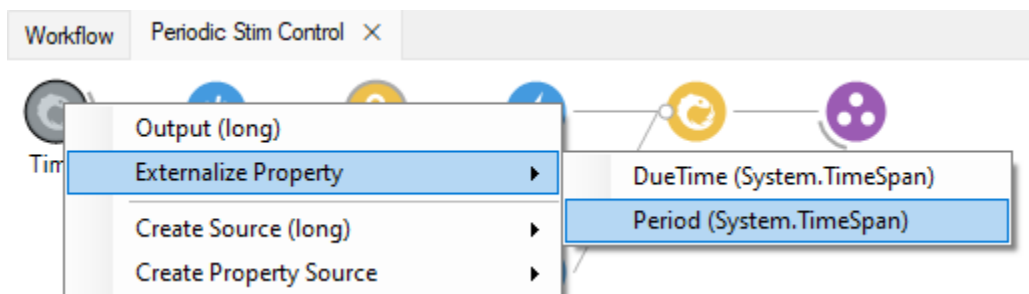 Workflow
Periodic Stim Control ×
Output (long)
Externalize Property
DueTime (System.TimeSpan)
Period (System.TimeSpan)
Create Source (long)
Create Property Source